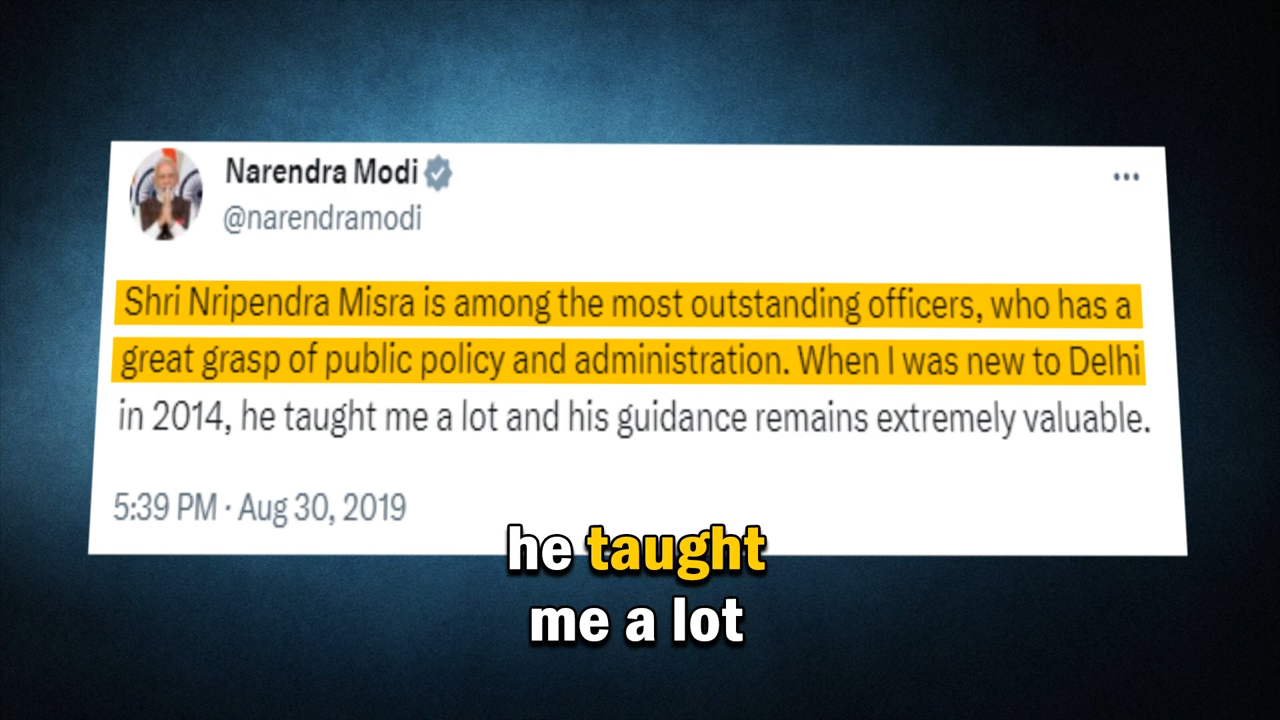 Narendra Modi
@narendramodi
Shri Nripendra Misra is among the most outstanding officers, who has a
great grasp of public policy and administration. When I was new to Delhi
in 2014, he taught me a lot and his guidance remains extremely valuable.
5:39 PM · Aug 30, 2019
he taught
me a lot